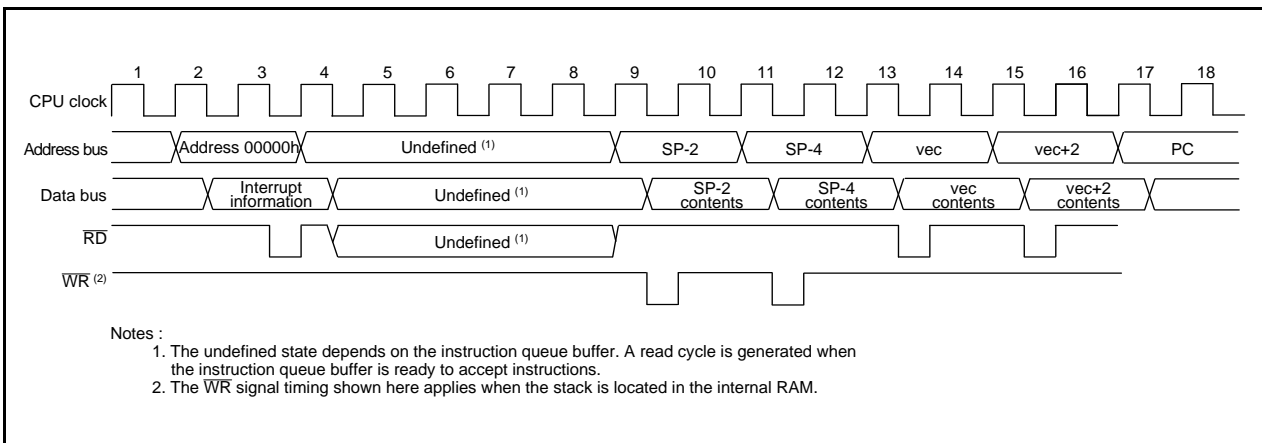 1 2 3 4 5 6 7 8 9 10 11 12 13 14 15 16 17 18
CPU clock
Address bus Address 00000h Undefined (1) SP-2 SP-4 vec vec+2 PC
Data bus Interrupt information Undefined (1) SP-2 contents SP-4 contents vec contents vec+2 contents
RD Undefined (1)
WR (2)
Notes :
1. The undefined state depends on the instruction queue buffer. A read cycle is generated when
the instruction queue buffer is ready to accept instructions.
2. The WR signal timing shown here applies when the stack is located in the internal RAM.